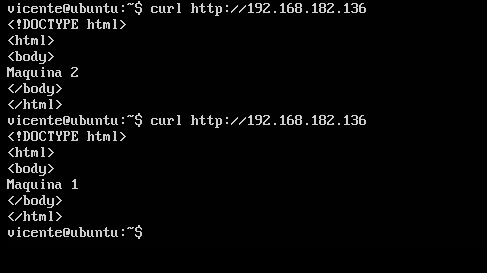 vicente@ubuntu:~$ curl http://192.168.182.136
<!DOCTYPE html>
<html>
<body>
Maquina 2
</body>
</html>
vicente@ubuntu:~$ curl http://192.168.182.136
<!DOCTYPE html>
<html>
<body>
Maquina 1
</body>
</html>
vicente@ubuntu:~$